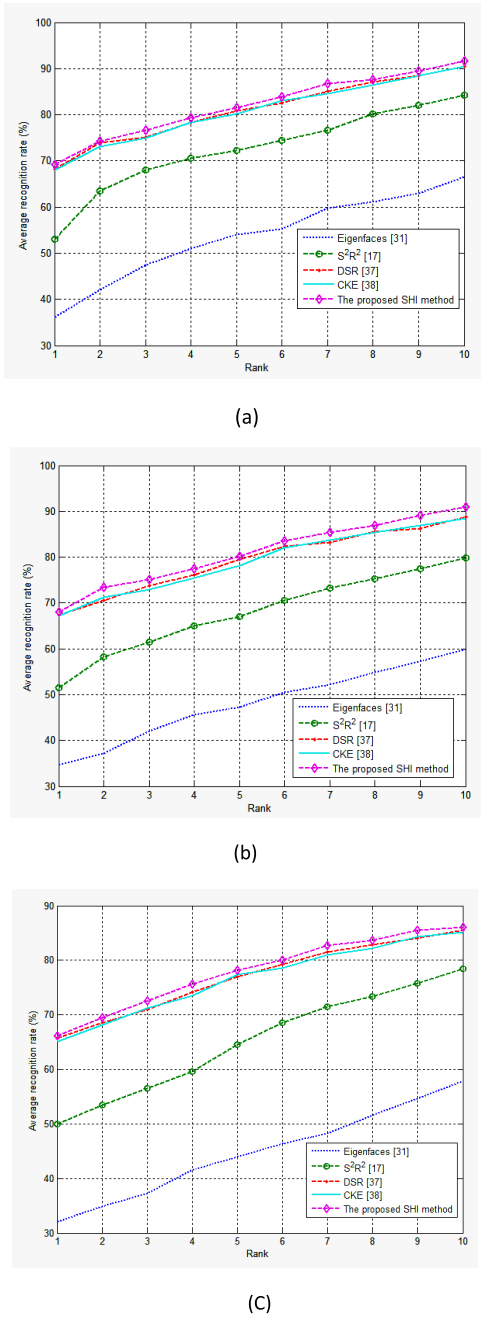 100
90
80
70
60
50
40
30
Average recognition rate (%)
Eigenfaces [31]
S²R² [17]
DSR [37]
CKE [38]
The proposed SHI method
1 2 3 4 5 6 7 8 9 10
Rank
(a)
100
90
80
70
60
50
40
30
Average recognition rate (%)
Eigenfaces [31]
S²R² [17]
DSR [37]
CKE [38]
The proposed SHI method
1 2 3 4 5 6 7 8 9 10
Rank
(b)
90
80
70
60
50
40
30
Average recognition rate (%)
Eigenfaces [31]
S²R² [17]
DSR [37]
CKE [38]
The proposed SHI method
1 2 3 4 5 6 7 8 9 10
Rank
(C)